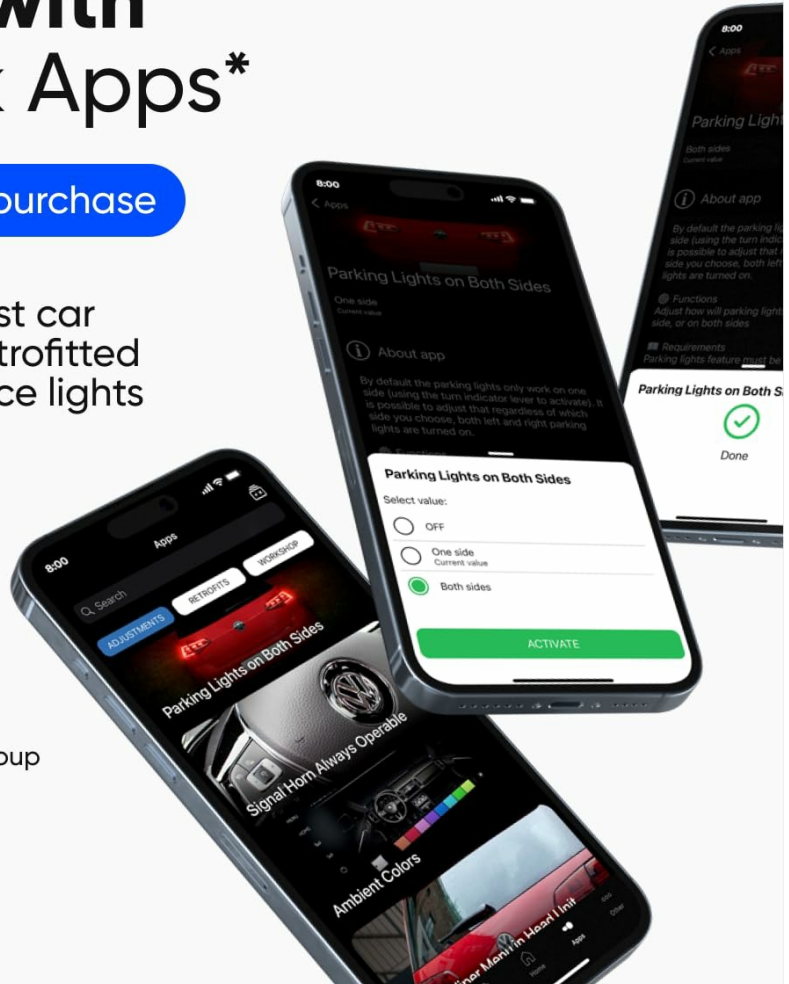 with
k Apps*
purchase
st car
trofitted
ce lights
oup
8:00
Apps
Search
ADJUSTMENTS
RETROFITS
WORKSHOP
Parking Lights on Both Sides
Signal Horn Always Operable
Ambient Colors
Menu in Head Unit
Home
Apps
Other
8:00
Apps
Parking Lights on Both Sides
One side
Current value
About app
By default the parking lights only work on one
side (using the turn indicator lever to activate). It
is possible to adjust that regardless of which
side you choose, both left and right parking
lights are turned on.
Functions
Parking Lights on Both Sides
Select value:
OFF
One side
Current value
Both sides
ACTIVATE
8:00
Apps
Parking Light
Both sides
Current value
About app
By default the parking lig
side (using the turn indic
is possible to adjust that
side you choose, both left
lights are turned on.
Functions
Adjust how will parking light
side, or on both sides
Requirements
Parking lights feature must be
Parking Lights on Both S
Done